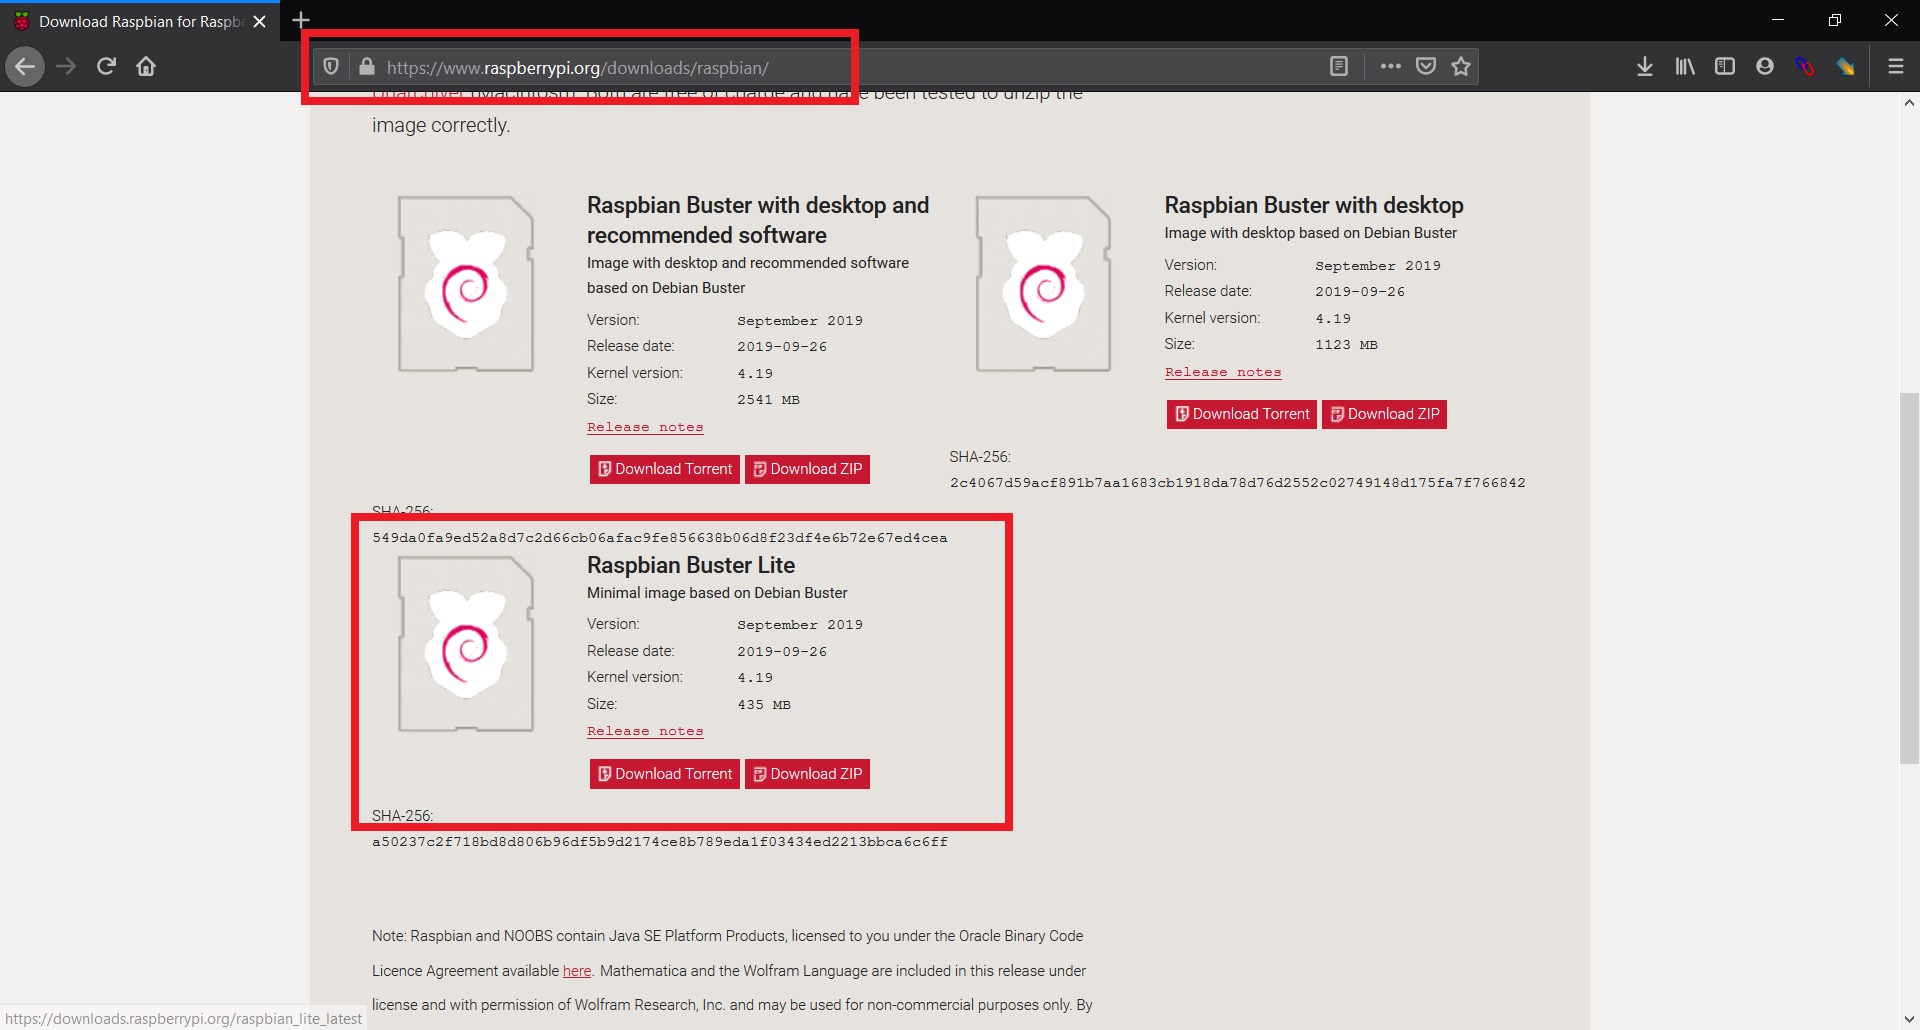 Download Raspbian for Raspb
https://www.raspberrypi.org/downloads/raspbian/
Unarchiver (Macintosh). Both are free of charge and have been tested to unzip the
image correctly.
Raspbian Buster with desktop and
recommended software
Image with desktop and recommended software
based on Debian Buster
Version: September 2019
Release date: 2019-09-26
Kernel version: 4.19
Size: 2541 MB
Release notes
Download Torrent Download ZIP
SHA-256:
549da0fa9ed52a8d7c2d66cb06afac9fe856638b06d8f23df4e6b72e67ed4cea
Raspbian Buster with desktop
Image with desktop based on Debian Buster
Version: September 2019
Release date: 2019-09-26
Kernel version: 4.19
Size: 1123 MB
Release notes
Download Torrent Download ZIP
SHA-256:
2c4067d59acf891b7aa1683cb1918da78d76d2552c02749148d175fa7f766842
Raspbian Buster Lite
Minimal image based on Debian Buster
Version: September 2019
Release date: 2019-09-26
Kernel version: 4.19
Size: 435 MB
Release notes
Download Torrent Download ZIP
SHA-256:
a50237c2f718bd8d806b96df5b9d2174ce8b789eda1f03434ed2213bbca6c6ff
Note: Raspbian and NOOBS contain Java SE Platform Products, licensed to you under the Oracle Binary Code
Licence Agreement available here. Mathematica and the Wolfram Language are included in this release under
license and with permission of Wolfram Research, Inc. and may be used for non-commercial purposes only. By
https://downloads.raspberrypi.org/raspbian_lite_latest